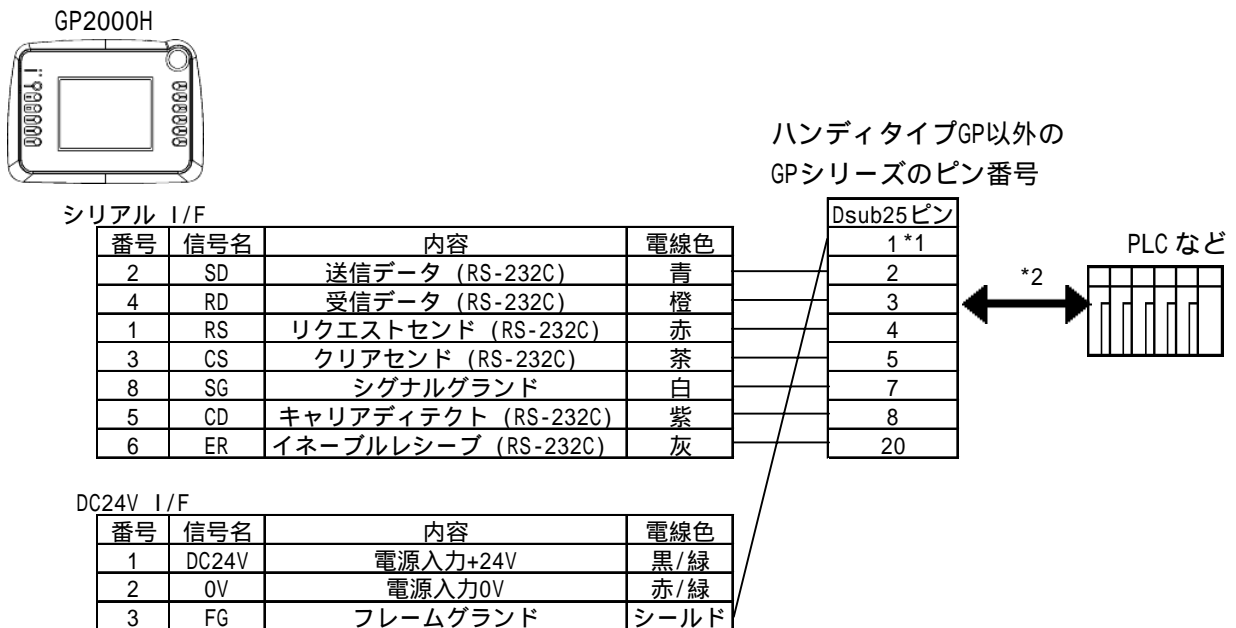 GP2000H
ハンディタイプGP以外の
GPシリーズのピン番号
シリアル I/F
Dsub25ピン
番号 信号名 内容 電線色 1 *1 PLC など
2 SD 送信データ (RS-232C) 青 2 *2
4 RD 受信データ (RS-232C) 橙 3
1 RS リクエストセンド (RS-232C) 赤 4
3 CS クリアセンド (RS-232C) 茶 5
8 SG シグナルグランド 白 7
5 CD キャリアディテクト (RS-232C) 紫 8
6 ER イネーブルレシーブ (RS-232C) 灰 20
DC24V I/F
番号 信号名 内容 電線色
1 DC24V 電源入力+24V 黒/緑
2 0V 電源入力0V 赤/緑
3 FG フレームグランド シールド